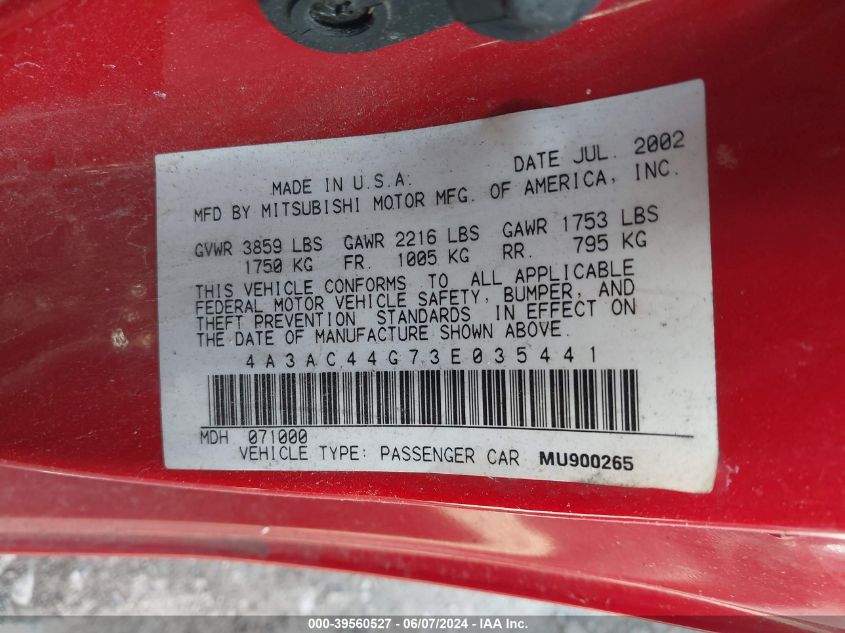 MADE IN U.S.A. DATE JUL. 2002
MFD BY MITSUBISHI MOTOR MFG. OF AMERICA, INC.
GVWR 3859 LBS GAWR 2216 LBS GAWR 1753 LBS
1750 KG FR. 1005 KG RR. 795 KG
THIS VEHICLE CONFORMS TO ALL APPLICABLE
FEDERAL MOTOR VEHICLE SAFETY, BUMPER, AND
THEFT PREVENTION STANDARDS IN EFFECT ON
THE DATE OF MANUFACTURE SHOWN ABOVE.
4A3AC44G73E035441
MDH 071000
VEHICLE TYPE: PASSENGER CAR MU900265
000-39560527 - 06/07/2024 - IAA Inc.